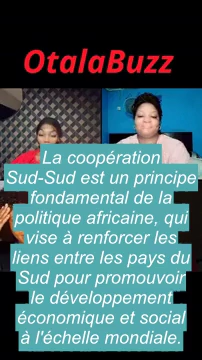 OtalaBuzz
La coopération
Sud-Sud est un principe
fondamental de la
politique africaine, qui
vise à renforcer les
liens entre les pays du
Sud pour promouvoir
le développement
économique et social
à l'échelle mondiale.